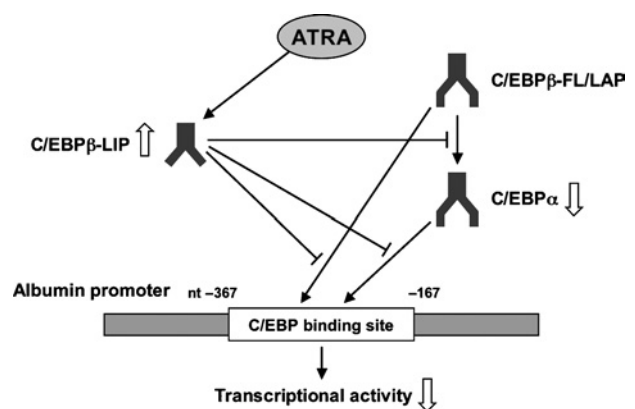 ATRA
C/EBPβ-FL/LAP
C/EBPβ-LIP
C/EBPα
Albumin promoter nt –367 –167
C/EBP binding site
Transcriptional activity